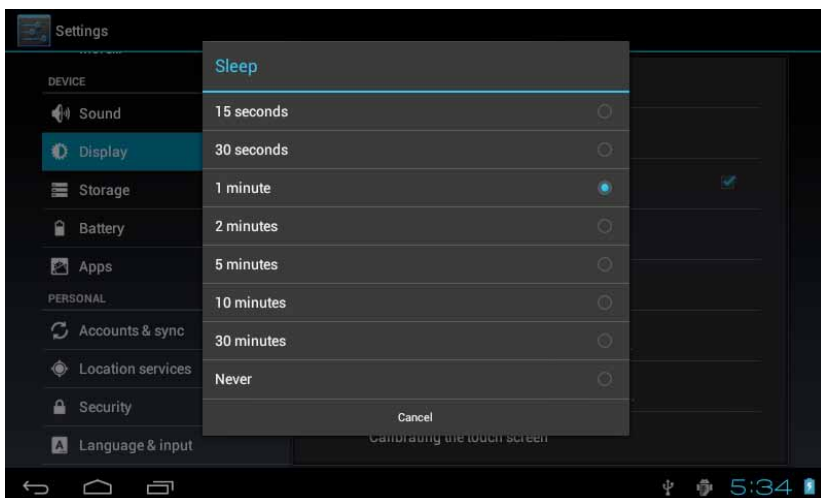 Settings
DEVICE
Sound
Display
Storage
Battery
Apps
PERSONAL
Accounts & sync
Location services
Security
Language & input
Sleep
15 seconds
30 seconds
1 minute
2 minutes
5 minutes
10 minutes
30 minutes
Never
Cancel
Calibrating the touch screen
5:34